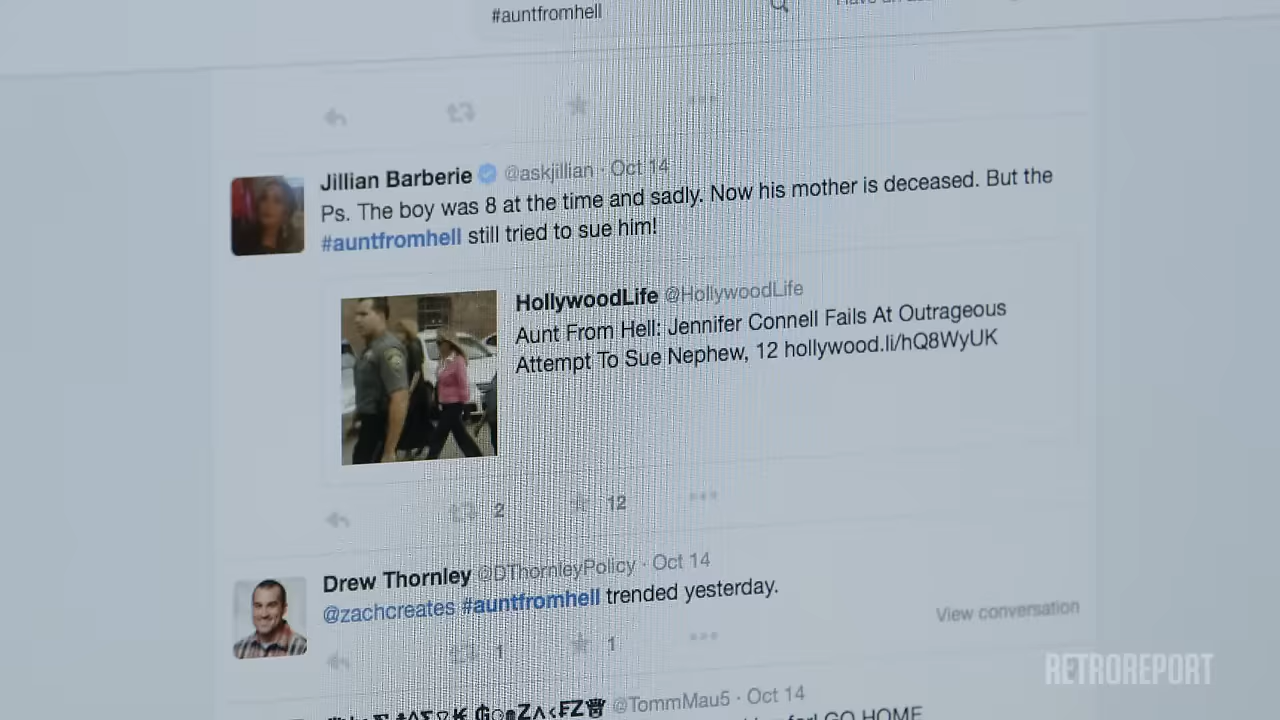 #auntfromhell
Jillian Barberie @askjillian · Oct 14
Ps. The boy was 8 at the time and sadly. Now his mother is deceased. But the
#auntfromhell still tried to sue him!
HollywoodLife @HollywoodLife
Aunt From Hell: Jennifer Connell Fails At Outrageous
Attempt To Sue Nephew, 12 hollywood.li/hQ8WyUK
2 12
Drew Thornley @DThornleyPolicy · Oct 14
@zachcreates #auntfromhell trended yesterday.
View conversation
1 1
RETROREPORT
@TommMau5 · Oct 14
GO HOME